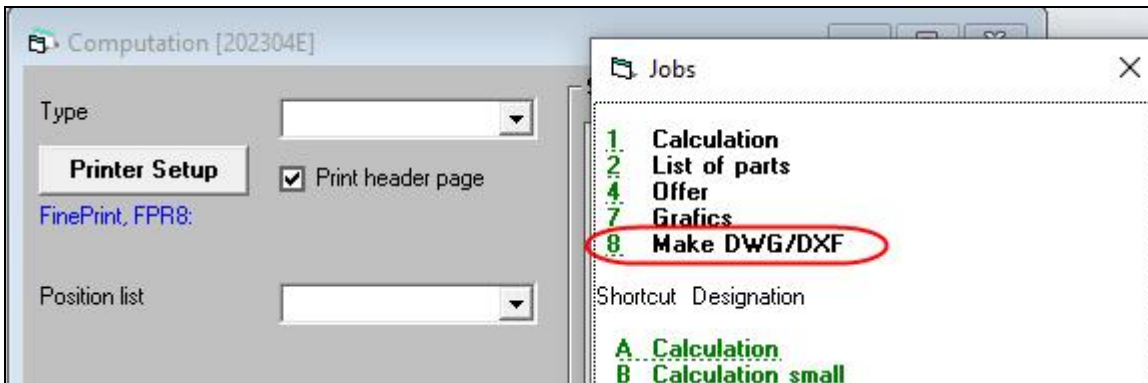 Computation [202304E]
Type
Printer Setup
Print header page
FinePrint, FPR8:
Position list
Jobs
1 Calculation
2 List of parts
4 Offer
7 Grafics
8 Make DWG/DXF
Shortcut Designation
A Calculation
B Calculation small